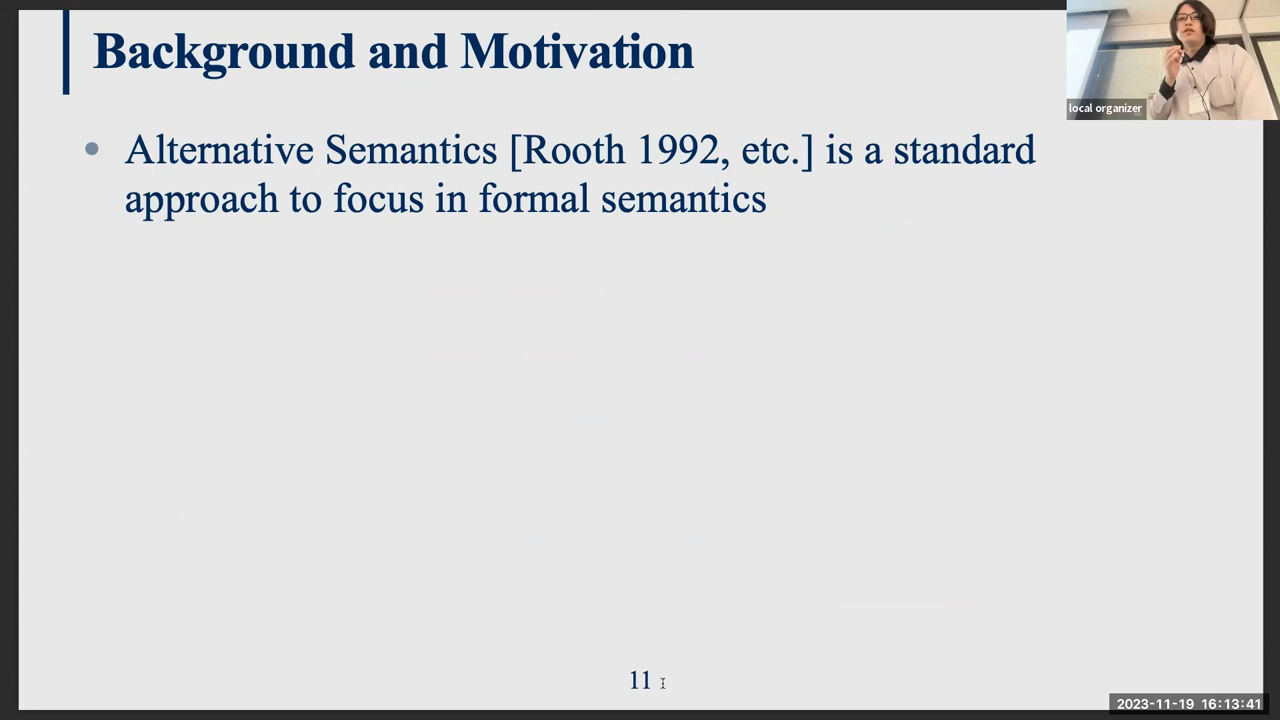 Background and Motivation
local organizer
• Alternative Semantics [Rooth 1992, etc.] is a standard
approach to focus in formal semantics
11
2023-11-19 16:13:41